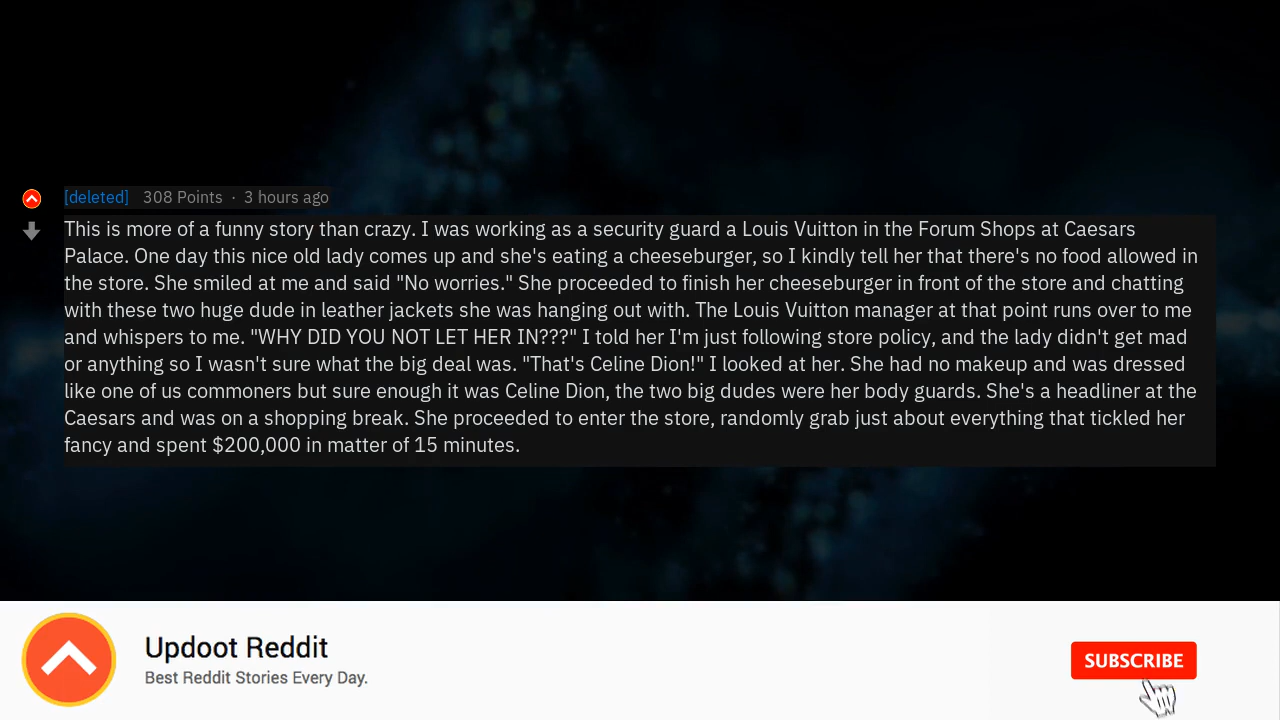 [deleted] 308 Points · 3 hours ago
This is more of a funny story than crazy. I was working as a security guard a Louis Vuitton in the Forum Shops at Caesars
Palace. One day this nice old lady comes up and she's eating a cheeseburger, so I kindly tell her that there's no food allowed in
the store. She smiled at me and said "No worries." She proceeded to finish her cheeseburger in front of the store and chatting
with these two huge dude in leather jackets she was hanging out with. The Louis Vuitton manager at that point runs over to me
and whispers to me. "WHY DID YOU NOT LET HER IN???" I told her I'm just following store policy, and the lady didn't get mad
or anything so I wasn't sure what the big deal was. "That's Celine Dion!" I looked at her. She had no makeup and was dressed
like one of us commoners but sure enough it was Celine Dion, the two big dudes were her body guards. She's a headliner at the
Caesars and was on a shopping break. She proceeded to enter the store, randomly grab just about everything that tickled her
fancy and spent $200,000 in matter of 15 minutes.
Updoot Reddit
Best Reddit Stories Every Day.
SUBSCRIBE